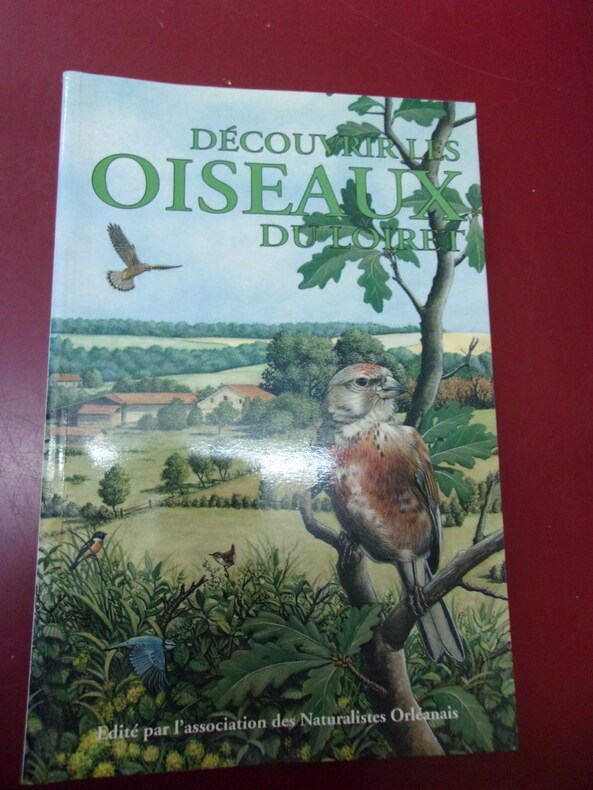 DÉCOUVRIR LES
OISEAUX
DU LOIRET
Edité par l'association des Naturalistes Orléanais